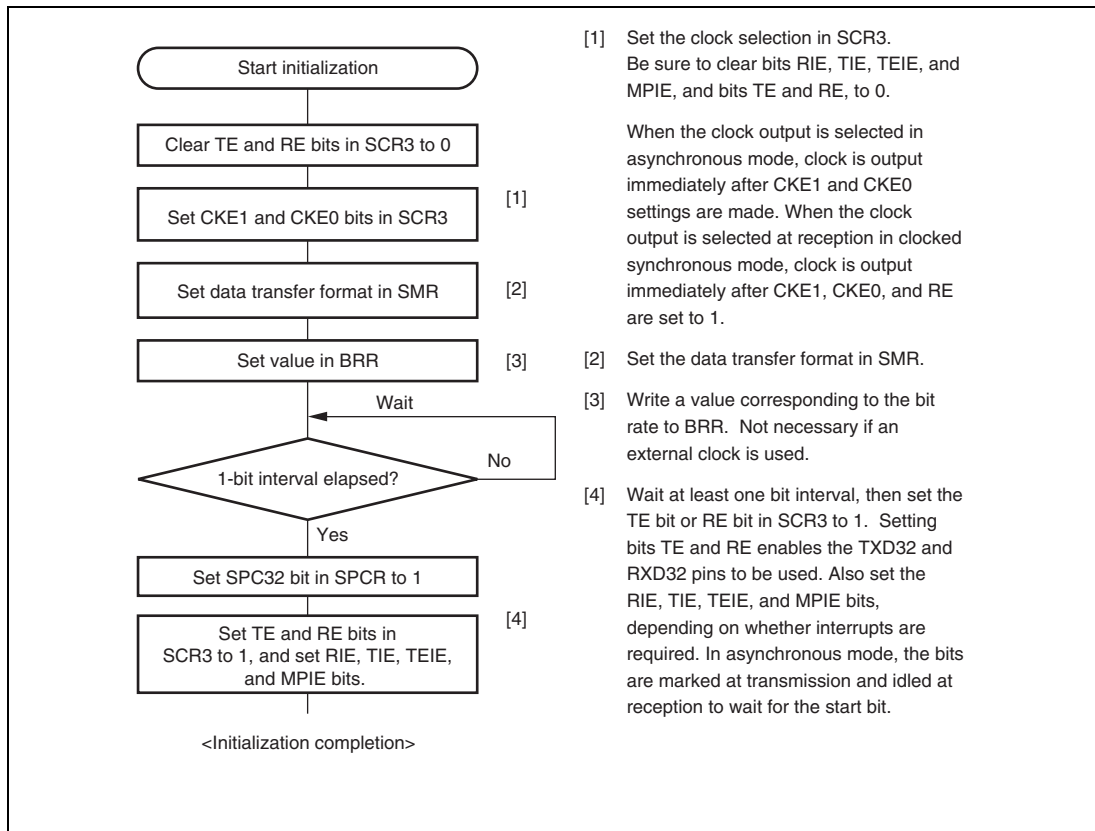 Start initialization
Clear TE and RE bits in SCR3 to 0
Set CKE1 and CKE0 bits in SCR3
[1]
Set data transfer format in SMR
[2]
Set value in BRR
[3]
Wait
1-bit interval elapsed?
No
Yes
Set SPC32 bit in SPCR to 1
Set TE and RE bits in
SCR3 to 1, and set RIE, TIE, TEIE,
and MPIE bits.
[4]
<Initialization completion>
[1] Set the clock selection in SCR3.
Be sure to clear bits RIE, TIE, TEIE, and
MPIE, and bits TE and RE, to 0.
When the clock output is selected in
asynchronous mode, clock is output
immediately after CKE1 and CKE0
settings are made. When the clock
output is selected at reception in clocked
synchronous mode, clock is output
immediately after CKE1, CKE0, and RE
are set to 1.
[2] Set the data transfer format in SMR.
[3] Write a value corresponding to the bit
rate to BRR. Not necessary if an
external clock is used.
[4] Wait at least one bit interval, then set the
TE bit or RE bit in SCR3 to 1. Setting
bits TE and RE enables the TXD32 and
RXD32 pins to be used. Also set the
RIE, TIE, TEIE, and MPIE bits,
depending on whether interrupts are
required. In asynchronous mode, the bits
are marked at transmission and idled at
reception to wait for the start bit.